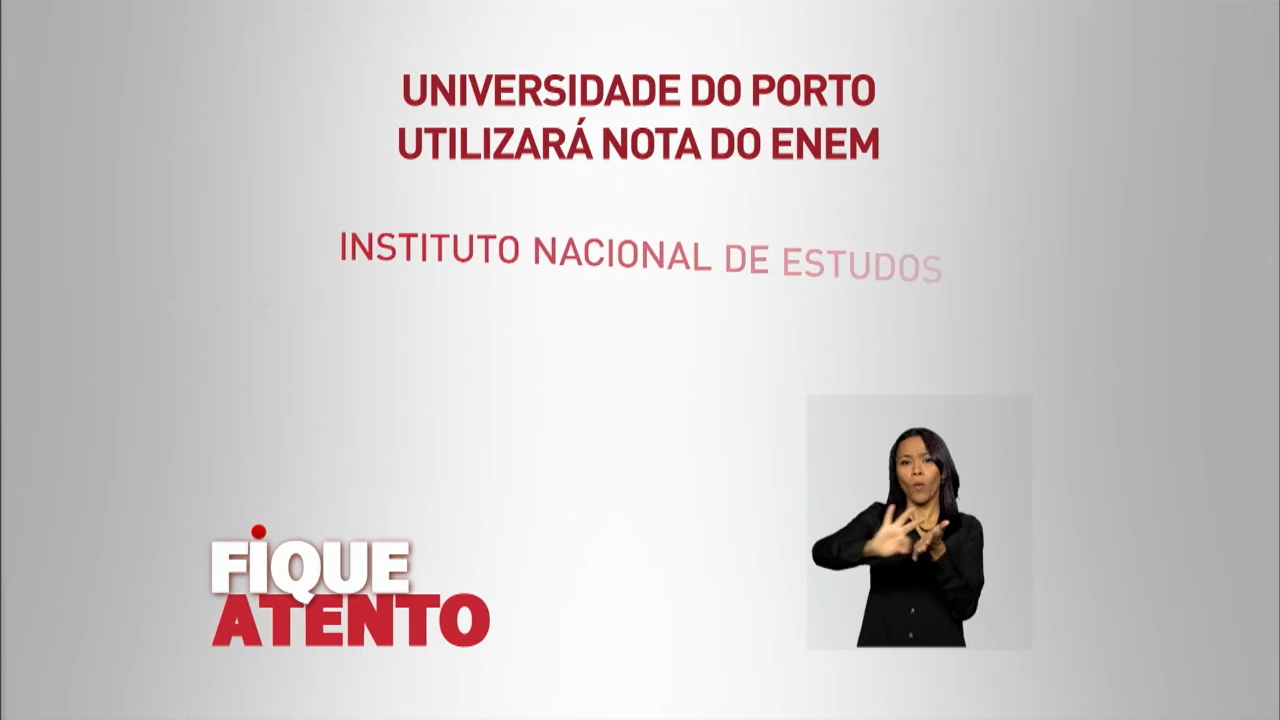 UNIVERSIDADE DO PORTO
UTILIZARÁ NOTA DO ENEM
INSTITUTO NACIONAL DE ESTUDOS
FIQUE
ATENTO